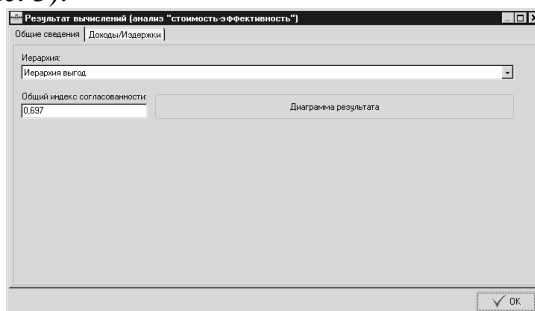 Результат вычислений (анализ "стоимость-эффективность")
Общие сведения Доходы/Издержки
Иерархия:
Иерархия выгод
Общий индекс согласованности:
0,697
Диаграмма результата
OK